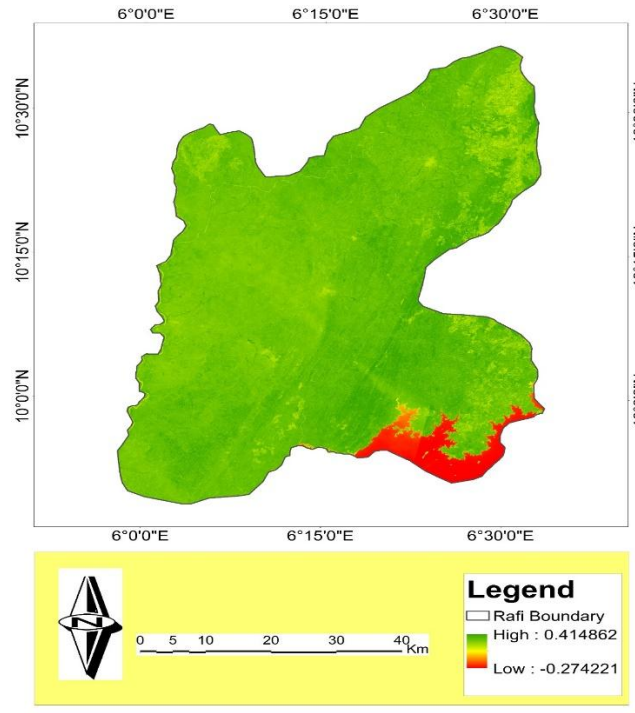 6°0'0"E 6°15'0"E 6°30'0"E
10°30'0"N
10°15'0"N
10°0'0"N
6°0'0"E 6°15'0"E 6°30'0"E
N
0 5 10 20 30 40
Km
Legend
Rafi Boundary
High : 0.414862
Low : -0.274221